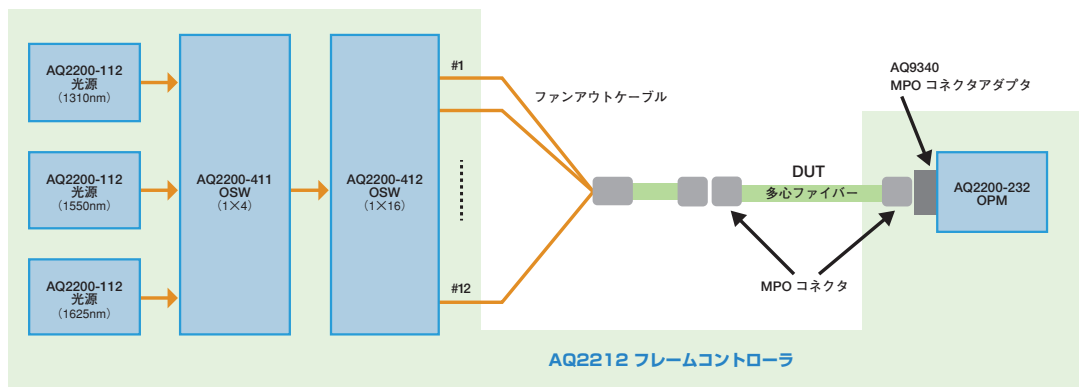 AQ2200-112
光源
（1310nm）
AQ2200-112
光源
（1550nm）
AQ2200-112
光源
（1625nm）
AQ2200-411
OSW
（1×4）
AQ2200-412
OSW
（1×16）
#1
ファンアウトケーブル
#12
DUT
多心ファイバー
MPO コネクタ
AQ9340
MPO コネクタアダプタ
AQ2200-232
OPM
AQ2212 フレームコントローラ